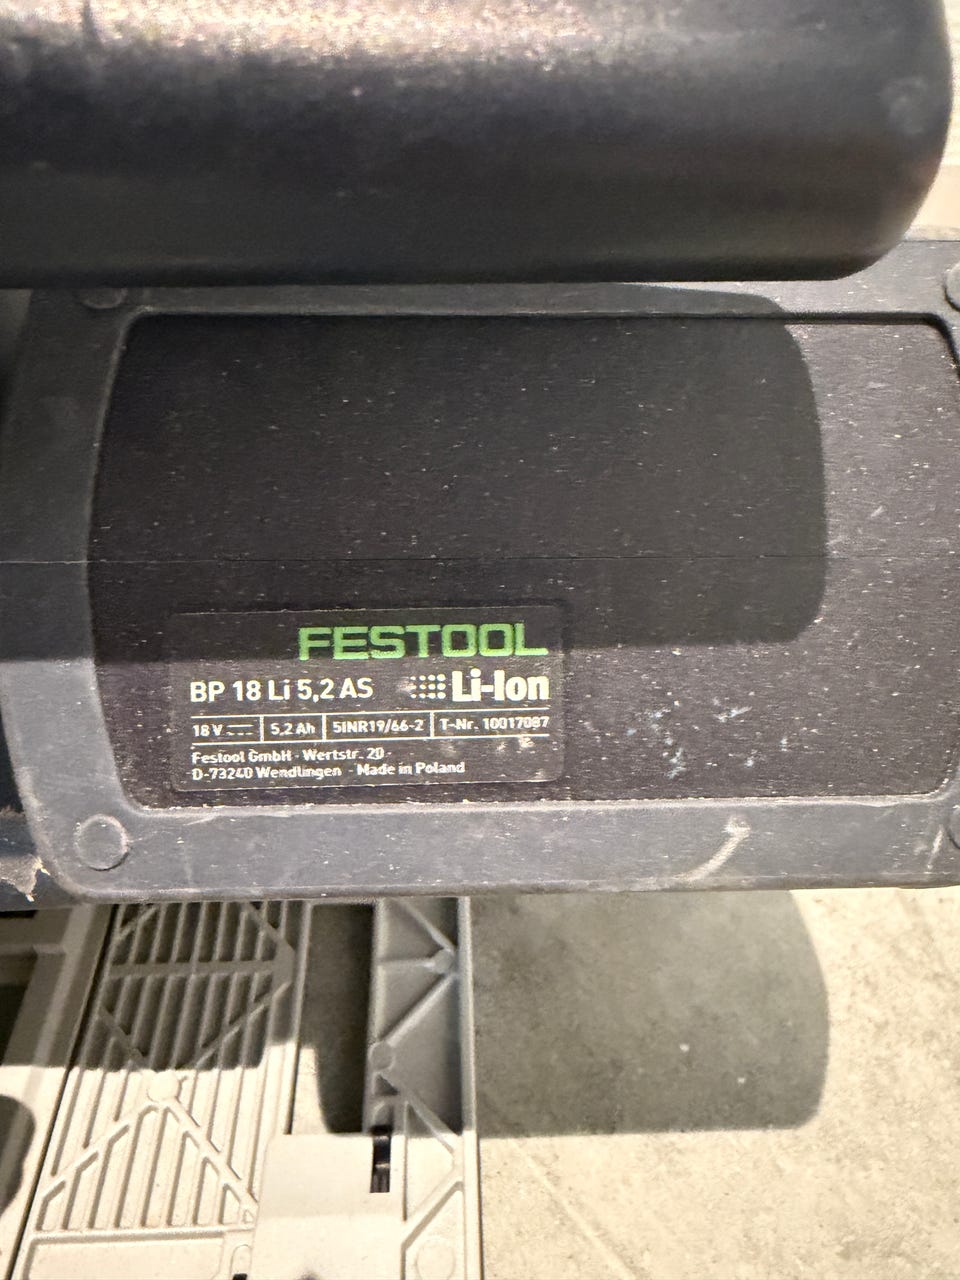 FESTOOL
BP 18 Li 5,2 AS Li-Ion
18 V 5,2 Ah 5INR19/66-2 T-Nr. 10017087
Festool GmbH - Wertstr. 20
D-73240 Wendlingen - Made in Poland